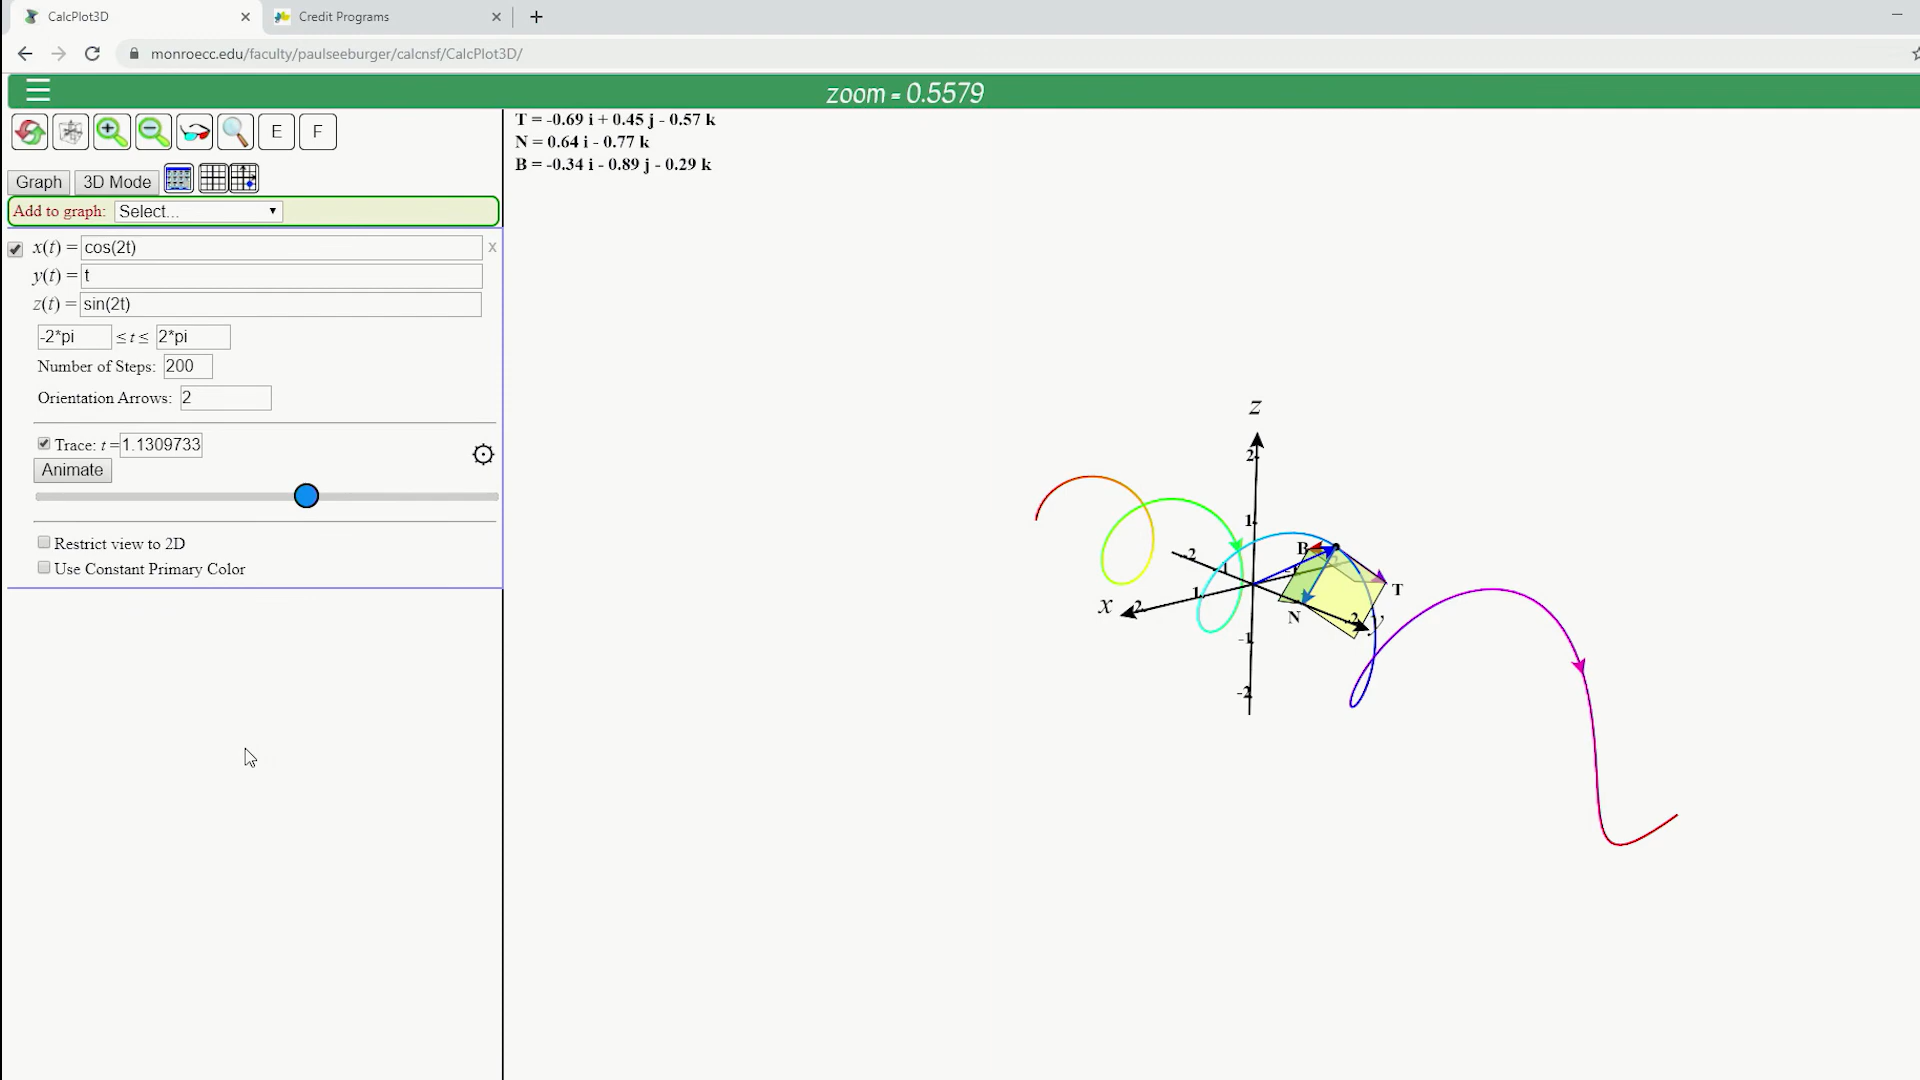 CalcPlot3D
Credit Programs
monroecc.edu/faculty/paulseeburger/calcnsf/CalcPlot3D/
zoom = 0.5579
E F
Graph 3D Mode
Add to graph: Select...
x(t) = cos(2t) x
y(t) = t
z(t) = sin(2t)
-2*pi ≤ t ≤ 2*pi
Number of Steps: 200
Orientation Arrows: 2
Trace: t = 1.1309733
Animate
Restrict view to 2D
Use Constant Primary Color
T = -0.69 i + 0.45 j - 0.57 k
N = 0.64 i - 0.77 k
B = -0.34 i - 0.89 j - 0.29 k
z
2
1
-2
B
T
1
x 2
N
2 y
-1
-2